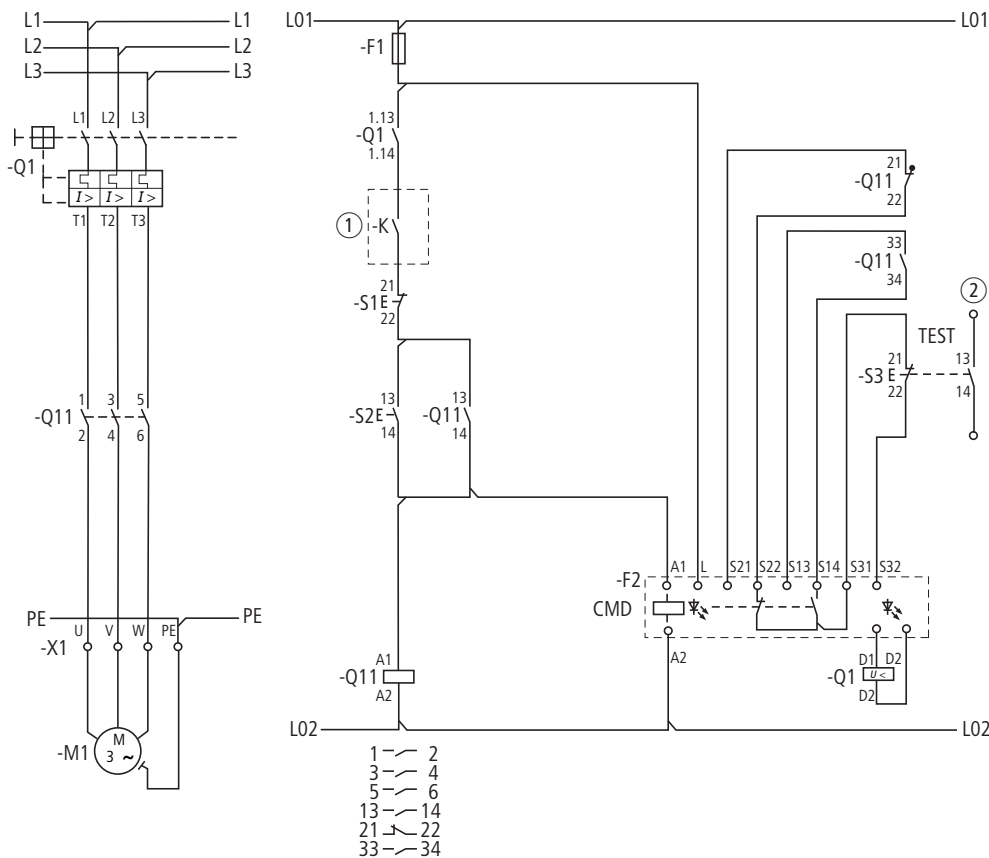 L1 L1
L2 L2
L3 L3
L1 L2 L3
-Q1
I> I> I>
T1 T2 T3
1 3 5
-Q11
2 4 6
PE PE
U V W PE
-X1
M
3 ~
-M1
L01 L01
-F1
1.13
-Q1
1.14
1 -K
21
-S1E
22
13 13
-S2E -Q11
14 14
21
-Q11
22
33
-Q11
34
2
TEST
21 13
-S3 E
22 14
-F2 A1 L S21 S22 S13 S14 S31 S32
CMD
A2
A1
-Q11
A2
D1 D2
-Q1 U<
D2
L02 L02
1 2
3 4
5 6
13 14
21 22
33 34